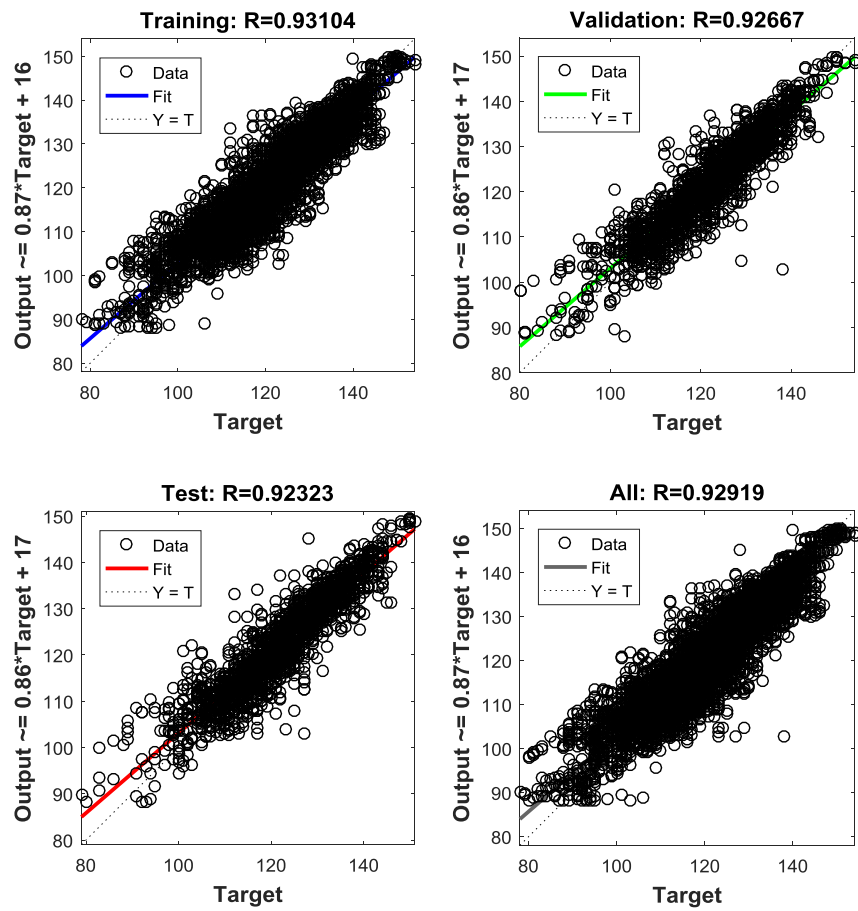 Training: R=0.93104
Output ~= 0.87*Target + 16
150
140
130
120
110
100
90
80
Data
Fit
Y = T
80 100 120 140
Target
Validation: R=0.92667
Output ~= 0.86*Target + 17
150
140
130
120
110
100
90
80
Data
Fit
Y = T
80 100 120 140
Target
Test: R=0.92323
Output ~= 0.86*Target + 17
150
140
130
120
110
100
90
80
Data
Fit
Y = T
80 100 120 140
Target
All: R=0.92919
Output ~= 0.87*Target + 16
150
140
130
120
110
100
90
80
Data
Fit
Y = T
80 100 120 140
Target